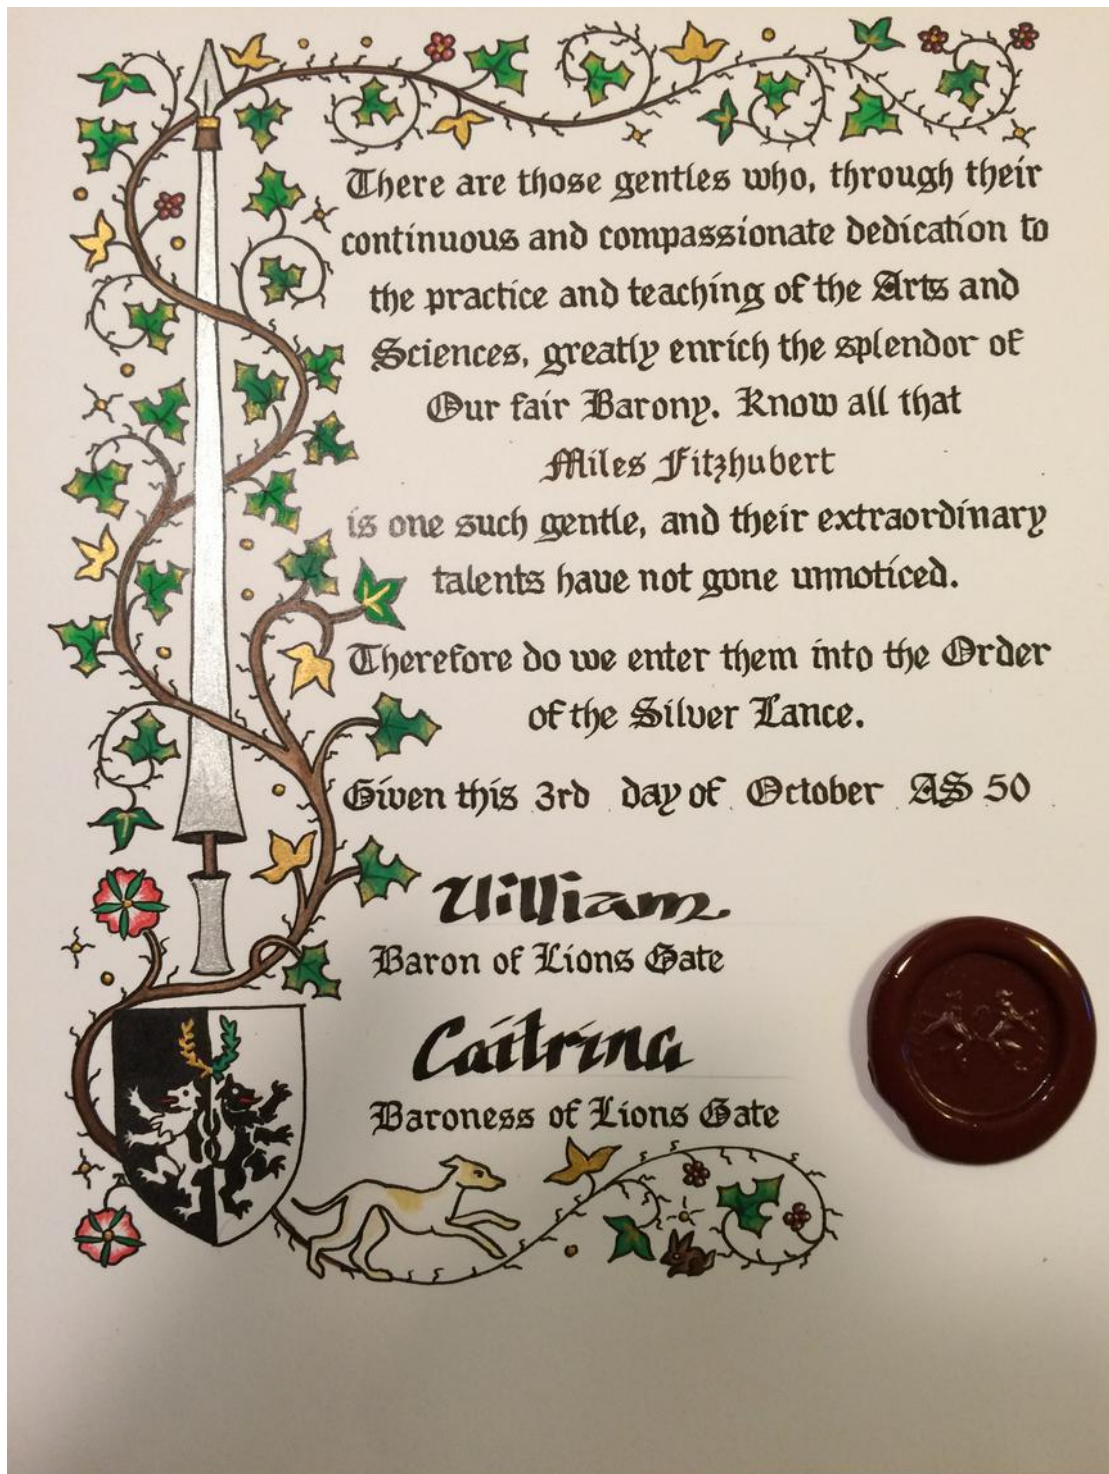 There are those gentles who, through their
continuous and compassionate dedication to
the practice and teaching of the Arts and
Sciences, greatly enrich the splendor of
Our fair Barony. Know all that
Miles Fitzhubert
is one such gentle, and their extraordinary
talents have not gone unnoticed.
Therefore do we enter them into the Order
of the Silver Lance.
Given this 3rd day of October AS 50
William
Baron of Lions Gate
Caitrina
Baroness of Lions Gate